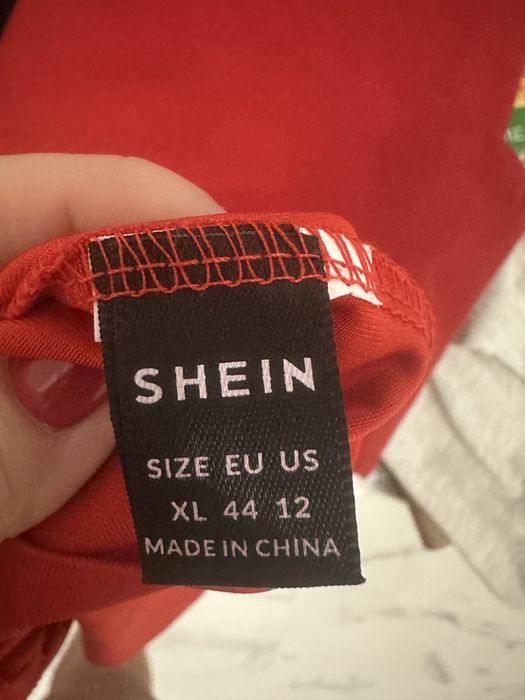 SHEIN
SIZE EU US
XL 44 12
MADE IN CHINA